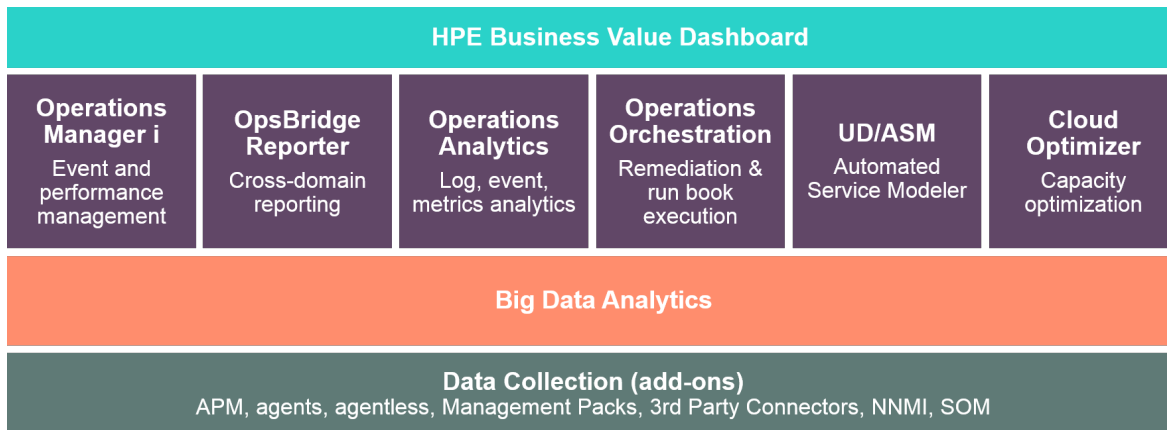 HPE Business Value Dashboard
Operations
Manager i
Event and
performance
management
OpsBridge
Reporter
Cross-domain
reporting
Operations
Analytics
Log, event,
metrics analytics
Operations
Orchestration
Remediation &
run book
execution
UD/ASM
Automated
Service Modeler
Cloud
Optimizer
Capacity
optimization
Big Data Analytics
Data Collection (add-ons)
APM, agents, agentless, Management Packs, 3rd Party Connectors, NNMI, SOM